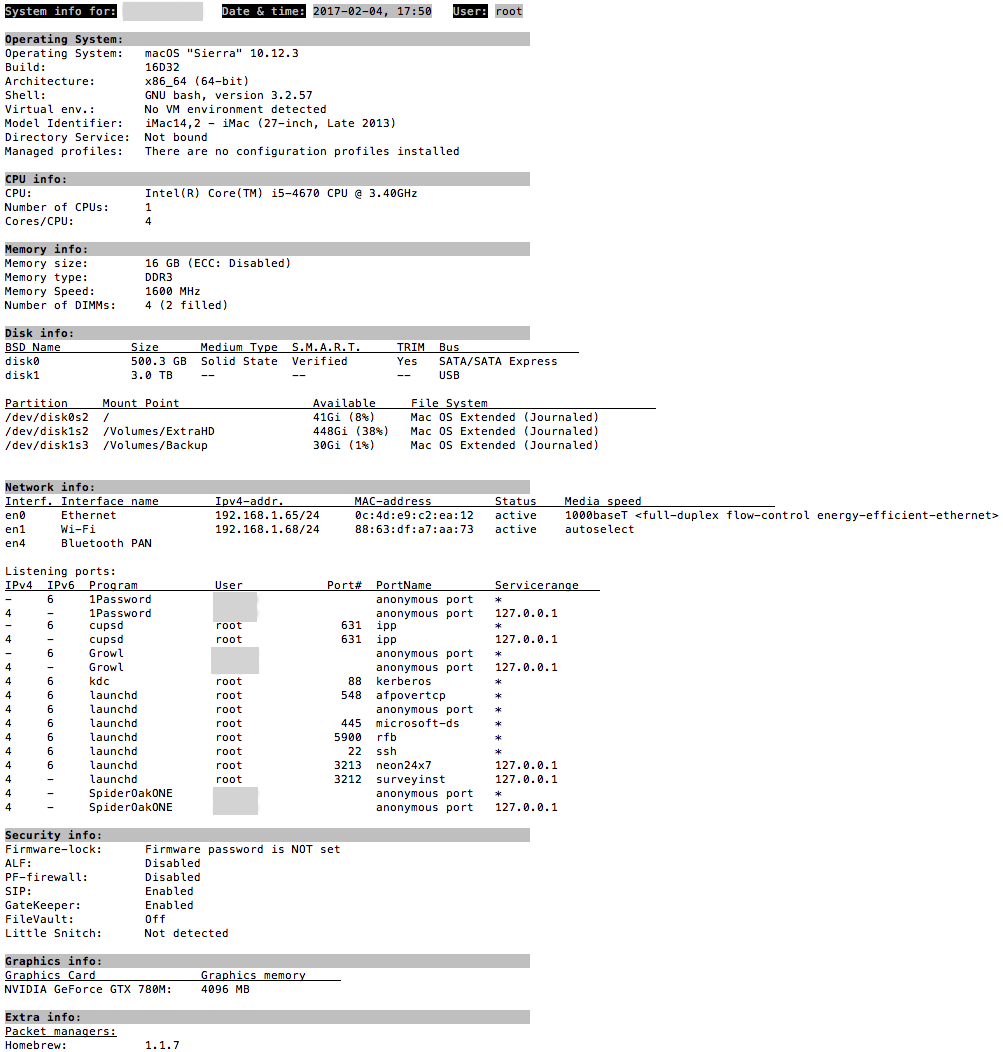 System info for: Date & time: 2017-02-04, 17:50 User: root
Operating System:
Operating System: macOS "Sierra" 10.12.3
Build: 16D32
Architecture: x86_64 (64-bit)
Shell: GNU bash, version 3.2.57
Virtual env.: No VM environment detected
Model Identifier: iMac14,2 - iMac (27-inch, Late 2013)
Directory Service: Not bound
Managed profiles: There are no configuration profiles installed
CPU info:
CPU: Intel(R) Core(TM) i5-4670 CPU @ 3.40GHz
Number of CPUs: 1
Cores/CPU: 4
Memory info:
Memory size: 16 GB (ECC: Disabled)
Memory type: DDR3
Memory Speed: 1600 MHz
Number of DIMMs: 4 (2 filled)
Disk info:
BSD Name Size Medium Type S.M.A.R.T. TRIM Bus
disk0 500.3 GB Solid State Verified Yes SATA/SATA Express
disk1 3.0 TB -- -- -- USB
Partition Mount Point Available File System
/dev/disk0s2 / 41Gi (8%) Mac OS Extended (Journaled)
/dev/disk1s2 /Volumes/ExtraHD 448Gi (38%) Mac OS Extended (Journaled)
/dev/disk1s3 /Volumes/Backup 30Gi (1%) Mac OS Extended (Journaled)
Network info:
Interf. Interface name Ipv4-addr. MAC-address Status Media speed
en0 Ethernet 192.168.1.65/24 0c:4d:e9:c2:ea:12 active 1000baseT <full-duplex flow-control energy-efficient-ethernet>
en1 Wi-Fi 192.168.1.68/24 88:63:df:a7:aa:73 active autoselect
en4 Bluetooth PAN
Listening ports:
IPv4 IPv6 Program User Port# PortName Servicerange
- 6 1Password anonymous port *
4 - 1Password anonymous port 127.0.0.1
- 6 cupsd root 631 ipp *
4 - cupsd root 631 ipp 127.0.0.1
- 6 Growl anonymous port *
4 - Growl anonymous port 127.0.0.1
4 6 kdc root 88 kerberos *
4 6 launchd root 548 afpovertcp *
4 6 launchd root anonymous port *
4 6 launchd root 445 microsoft-ds *
4 6 launchd root 5900 rfb *
4 6 launchd root 22 ssh *
4 6 launchd root 3213 neon24x7 127.0.0.1
4 - launchd root 3212 surveyinst 127.0.0.1
4 - SpiderOakONE anonymous port *
4 - SpiderOakONE anonymous port 127.0.0.1
Security info:
Firmware-lock: Firmware password is NOT set
ALF: Disabled
PF-firewall: Disabled
SIP: Enabled
GateKeeper: Enabled
FileVault: Off
Little Snitch: Not detected
Graphics info:
Graphics Card Graphics memory
NVIDIA GeForce GTX 780M: 4096 MB
Extra info:
Packet managers:
Homebrew: 1.1.7